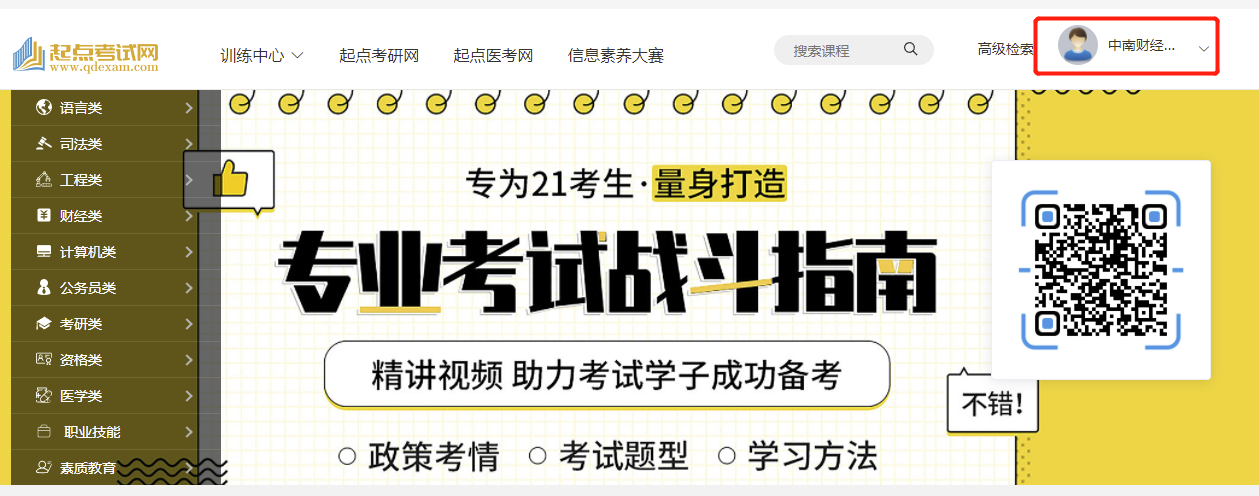 起点考试网
www.qdexam.com
训练中心
起点考研网
起点医考网
信息素养大赛
搜索课程
高级检索
中南财经...
语言类
司法类
工程类
财经类
计算机类
公务员类
考研类
资格类
医学类
职业技能
素质教育
专为21考生·量身打造
专业考试战斗指南
精讲视频 助力考试学子成功备考
不错!
政策考情
考试题型
学习方法